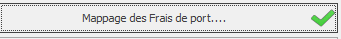 Mappage des Frais de port....